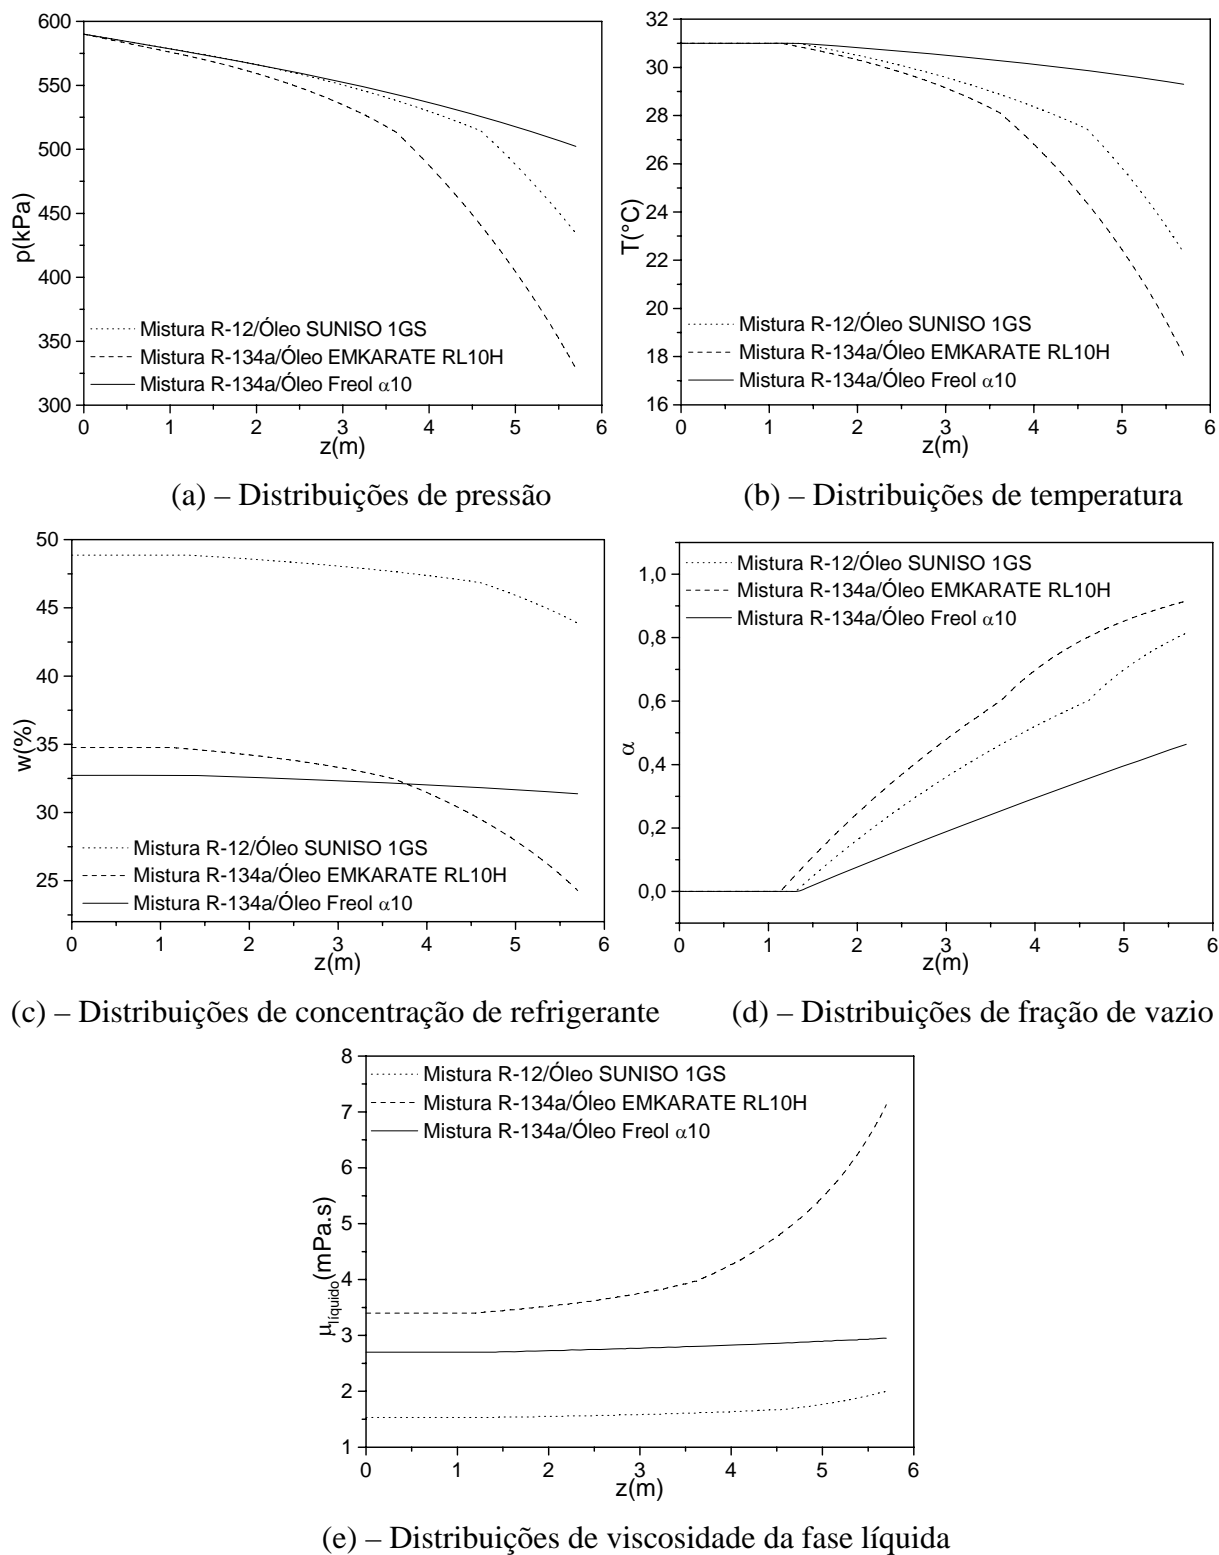 600
550
500
450
400
350
300
p(kPa)
Mistura R-12/Óleo SUNISO 1GS
Mistura R-134a/Óleo EMKARATE RL10H
Mistura R-134a/Óleo Freol α10
0 1 2 3 4 5 6
z(m)
(a) – Distribuições de pressão
32
30
28
26
24
22
20
18
16
T(°C)
Mistura R-12/Óleo SUNISO 1GS
Mistura R-134a/Óleo EMKARATE RL10H
Mistura R-134a/Óleo Freol α10
0 1 2 3 4 5 6
z(m)
(b) – Distribuições de temperatura
50
45
35
30
25
w(%)
Mistura R-12/Óleo SUNISO 1GS
Mistura R-134a/Óleo EMKARATE RL10H
Mistura R-134a/Óleo Freol α10
0 1 2 3 4 5 6
z(m)
(c) – Distribuições de concentração de refrigerante
Mistura R-12/Óleo SUNISO 1GS
Mistura R-134a/Óleo EMKARATE RL10H
Mistura R-134a/Óleo Freol α10
1,0
0,8
0,6
0,4
0,2
0,0
α
0 1 2 3 4 5 6
z(m)
(d) – Distribuições de fração de vazio
Mistura R-12/Óleo SUNISO 1GS
Mistura R-134a/Óleo EMKARATE RL10H
Mistura R-134a/Óleo Freol α10
8
7
6
5
4
3
2
1
μlíquido(mPa.s)
0 1 2 3 4 5 6
z(m)
(e) – Distribuições de viscosidade da fase líquida